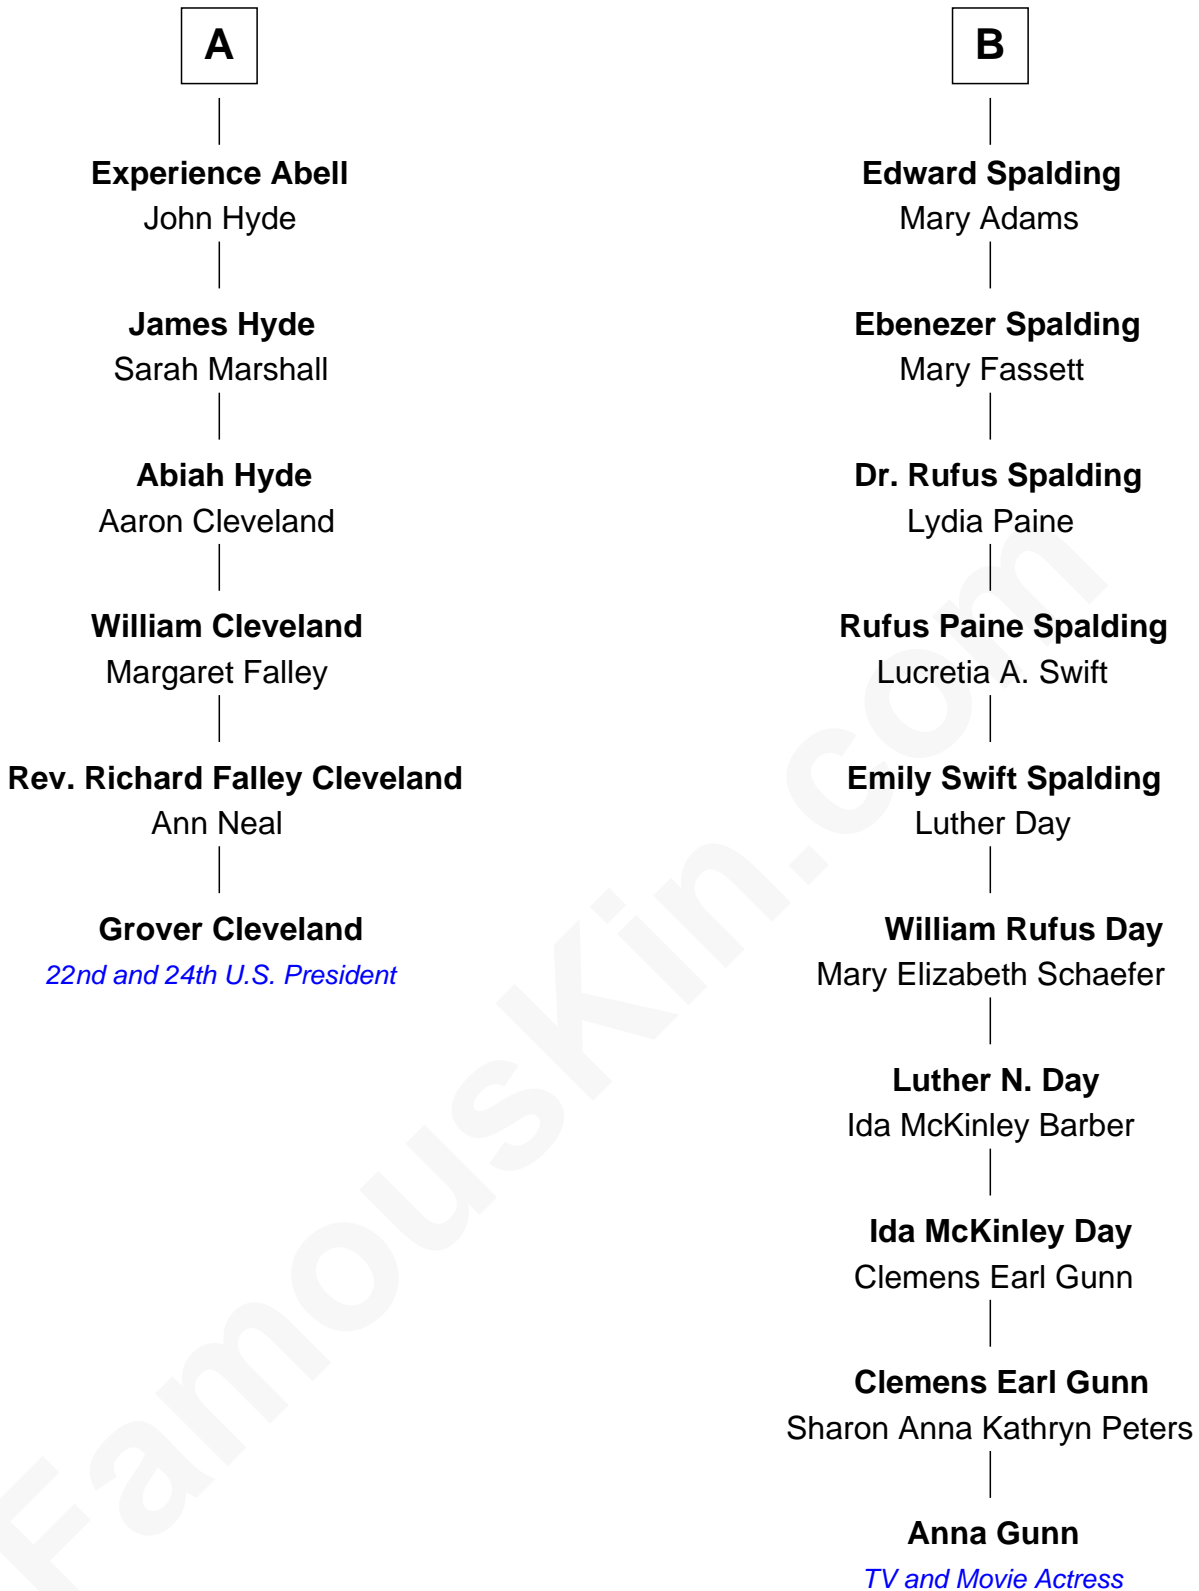 A
Experience Abell
John Hyde
James Hyde
Sarah Marshall
Abiah Hyde
Aaron Cleveland
William Cleveland
Margaret Falley
Rev. Richard Falley Cleveland
Ann Neal
Grover Cleveland
22nd and 24th U.S. President
B
Edward Spalding
Mary Adams
Ebenezer Spalding
Mary Fassett
Dr. Rufus Spalding
Lydia Paine
Rufus Paine Spalding
Lucretia A. Swift
Emily Swift Spalding
Luther Day
William Rufus Day
Mary Elizabeth Schaefer
Luther N. Day
Ida McKinley Barber
Ida McKinley Day
Clemens Earl Gunn
Clemens Earl Gunn
Sharon Anna Kathryn Peters
Anna Gunn
TV and Movie Actress
FamousKin.com